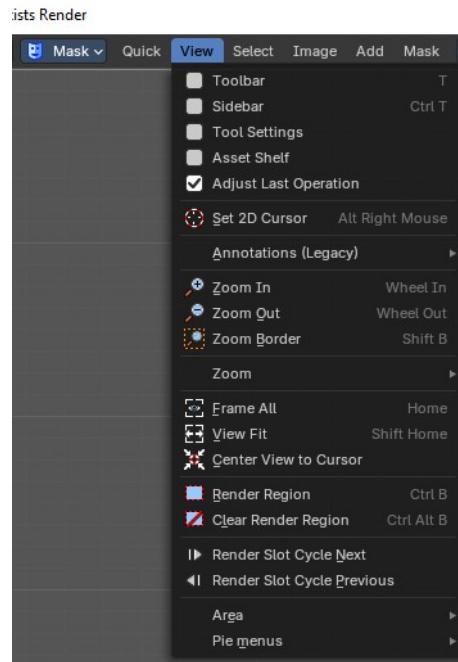 ists Render
Mask Quick View Select Image Add Mask
Toolbar T
Sidebar Ctrl T
Tool Settings
Asset Shelf
Adjust Last Operation
Set 2D Cursor Alt Right Mouse
Annotations (Legacy)
Zoom In Wheel In
Zoom Out Wheel Out
Zoom Border Shift B
Zoom
Frame All Home
View Fit Shift Home
Center View to Cursor
Render Region Ctrl B
Clear Render Region Ctrl Alt B
Render Slot Cycle Next
Render Slot Cycle Previous
Area
Pie menus